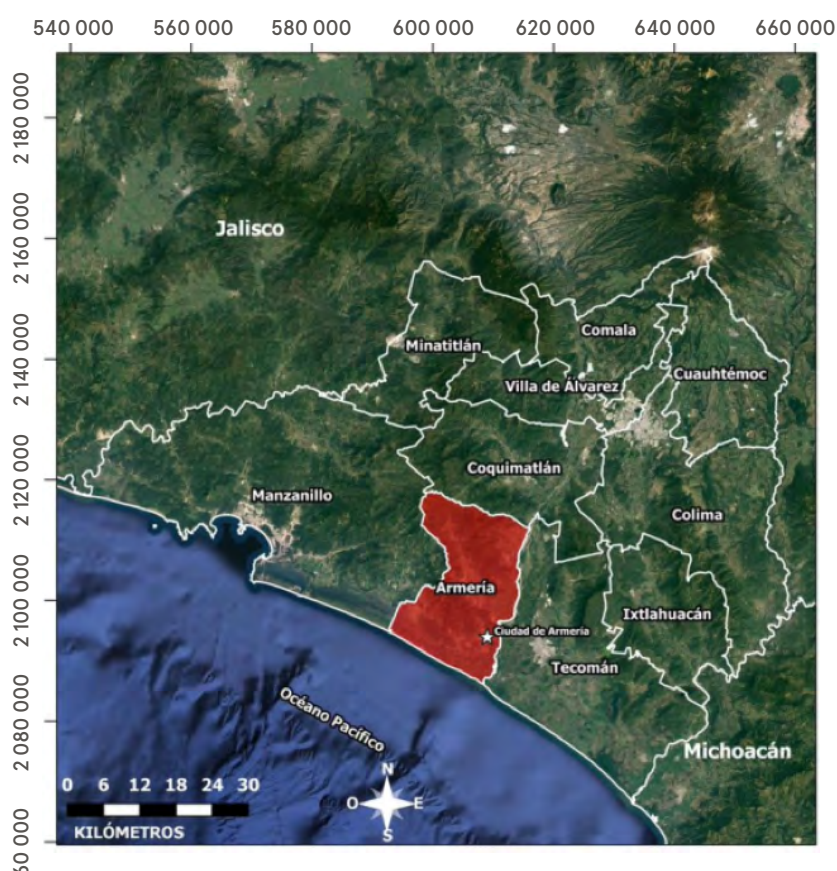 540 000 560 000 580 000 600 000 620 000 640 000 660 000
2 180 000
2 160 000
2 140 000
2 120 000
2 100 000
2 080 000
60 000
Jalisco
Comala
Minatitlán
Cuauhtémoc
Villa de Álvarez
Coquimatlán
Manzanillo
Colima
Armería
Ixtlahuacán
Ciudad de Armería
Tecomán
Océano Pacífico
Michoacán
N
O E
S
0 6 12 18 24 30
KILÓMETROS